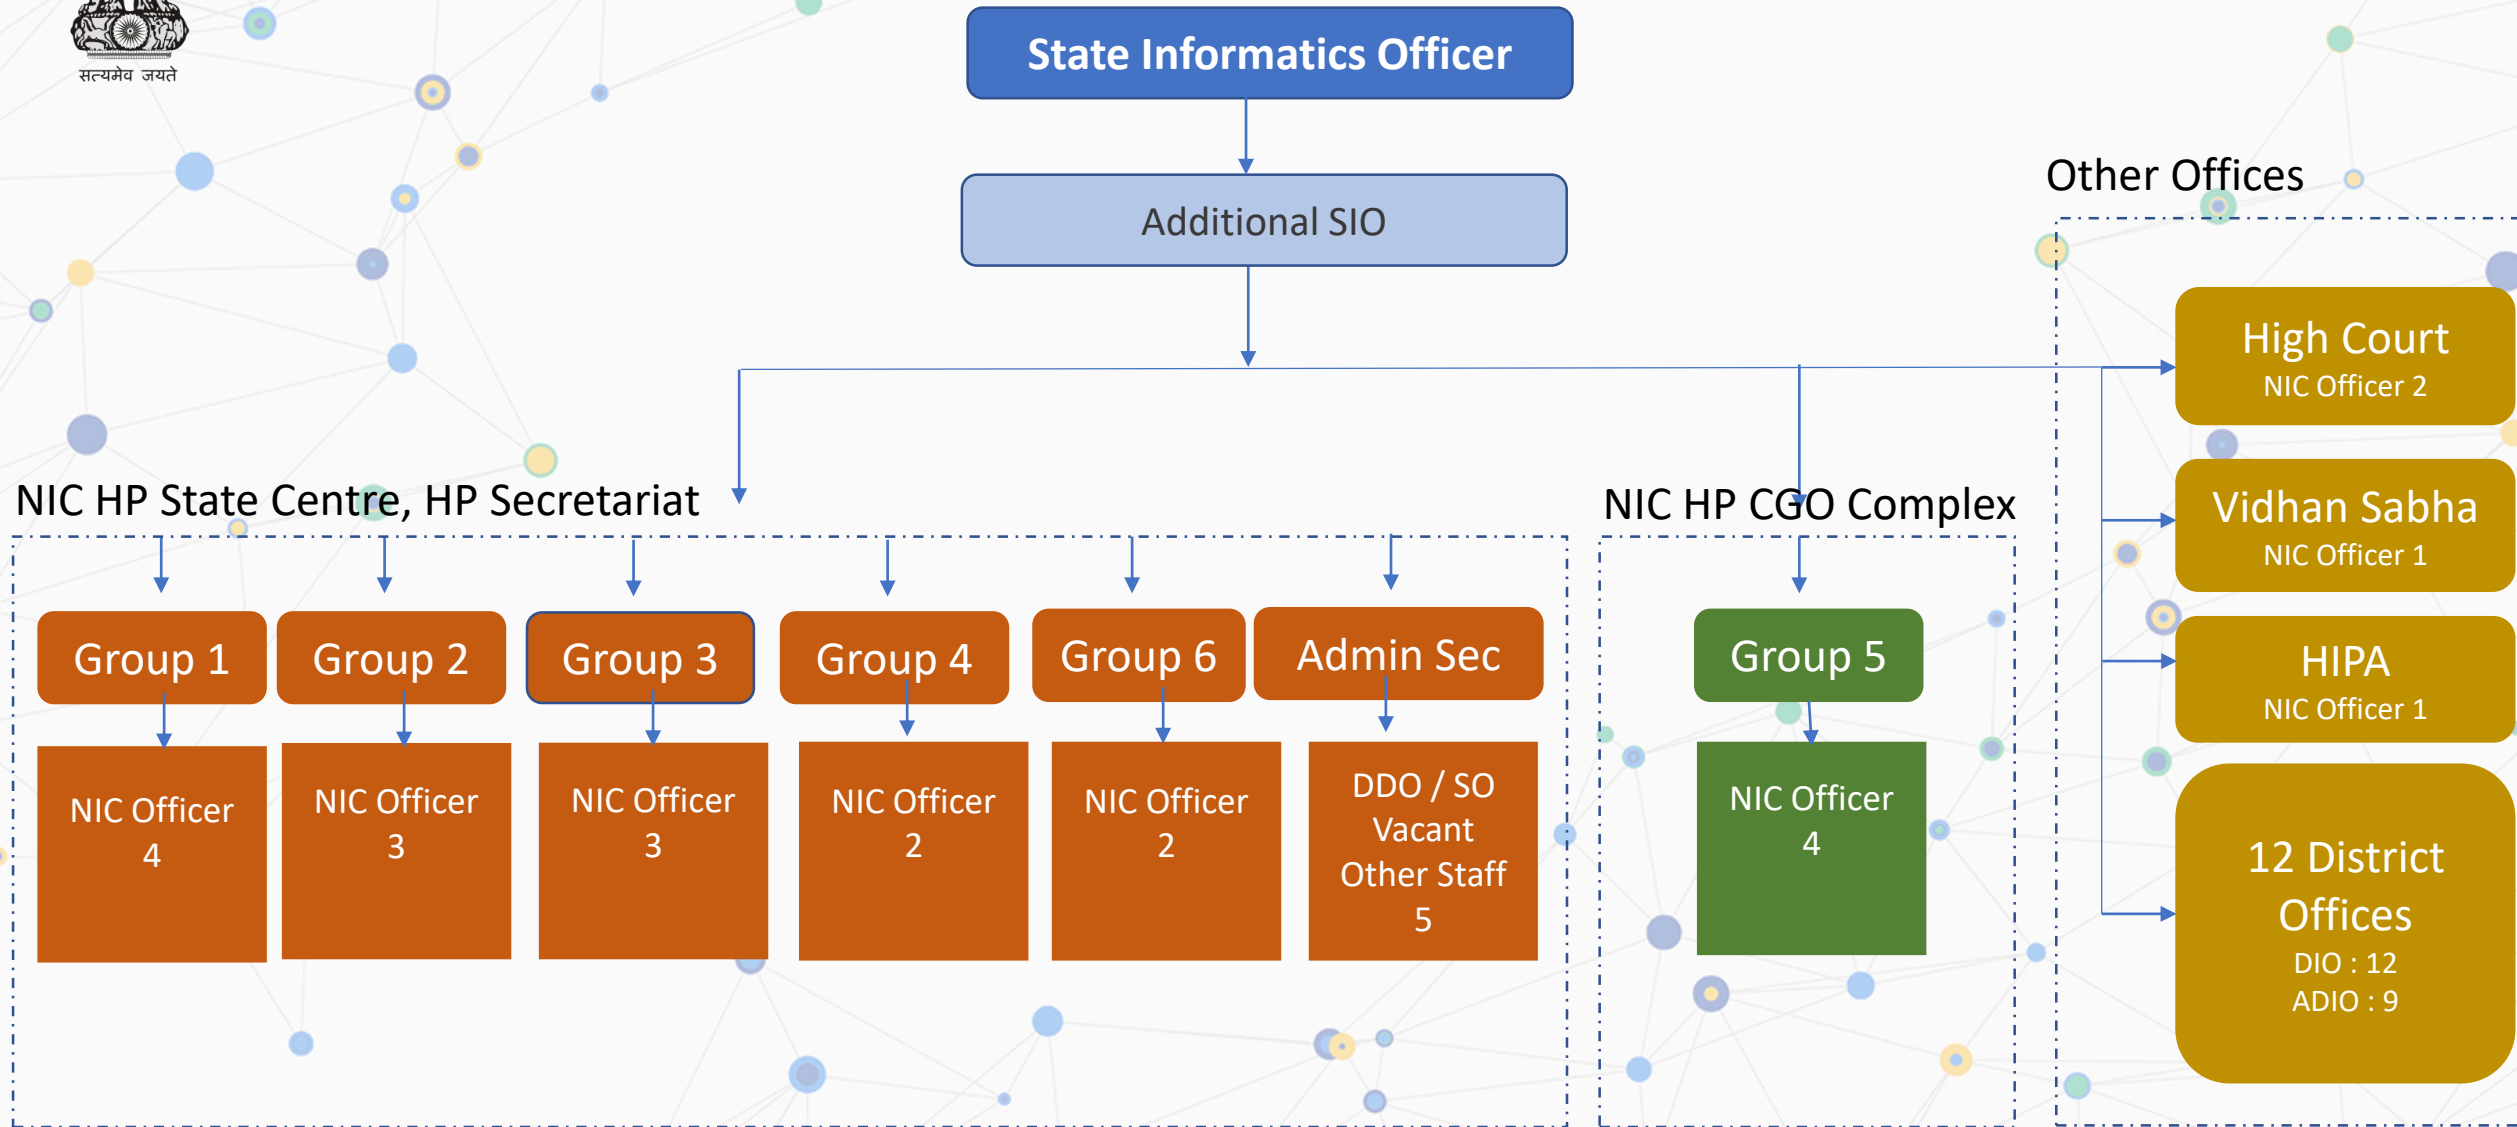 सत्यमेव जयते
State Informatics Officer
Additional SIO
Other Offices
High Court
NIC Officer 2
Vidhan Sabha
NIC Officer 1
HIPA
NIC Officer 1
12 District
Offices
DIO : 12
ADIO : 9
NIC HP State Centre, HP Secretariat
Group 1
NIC Officer
4
Group 2
NIC Officer
3
Group 3
NIC Officer
3
Group 4
NIC Officer
2
Group 6
NIC Officer
2
Admin Sec
DDO / SO
Vacant
Other Staff
5
NIC HP CGO Complex
Group 5
NIC Officer
4